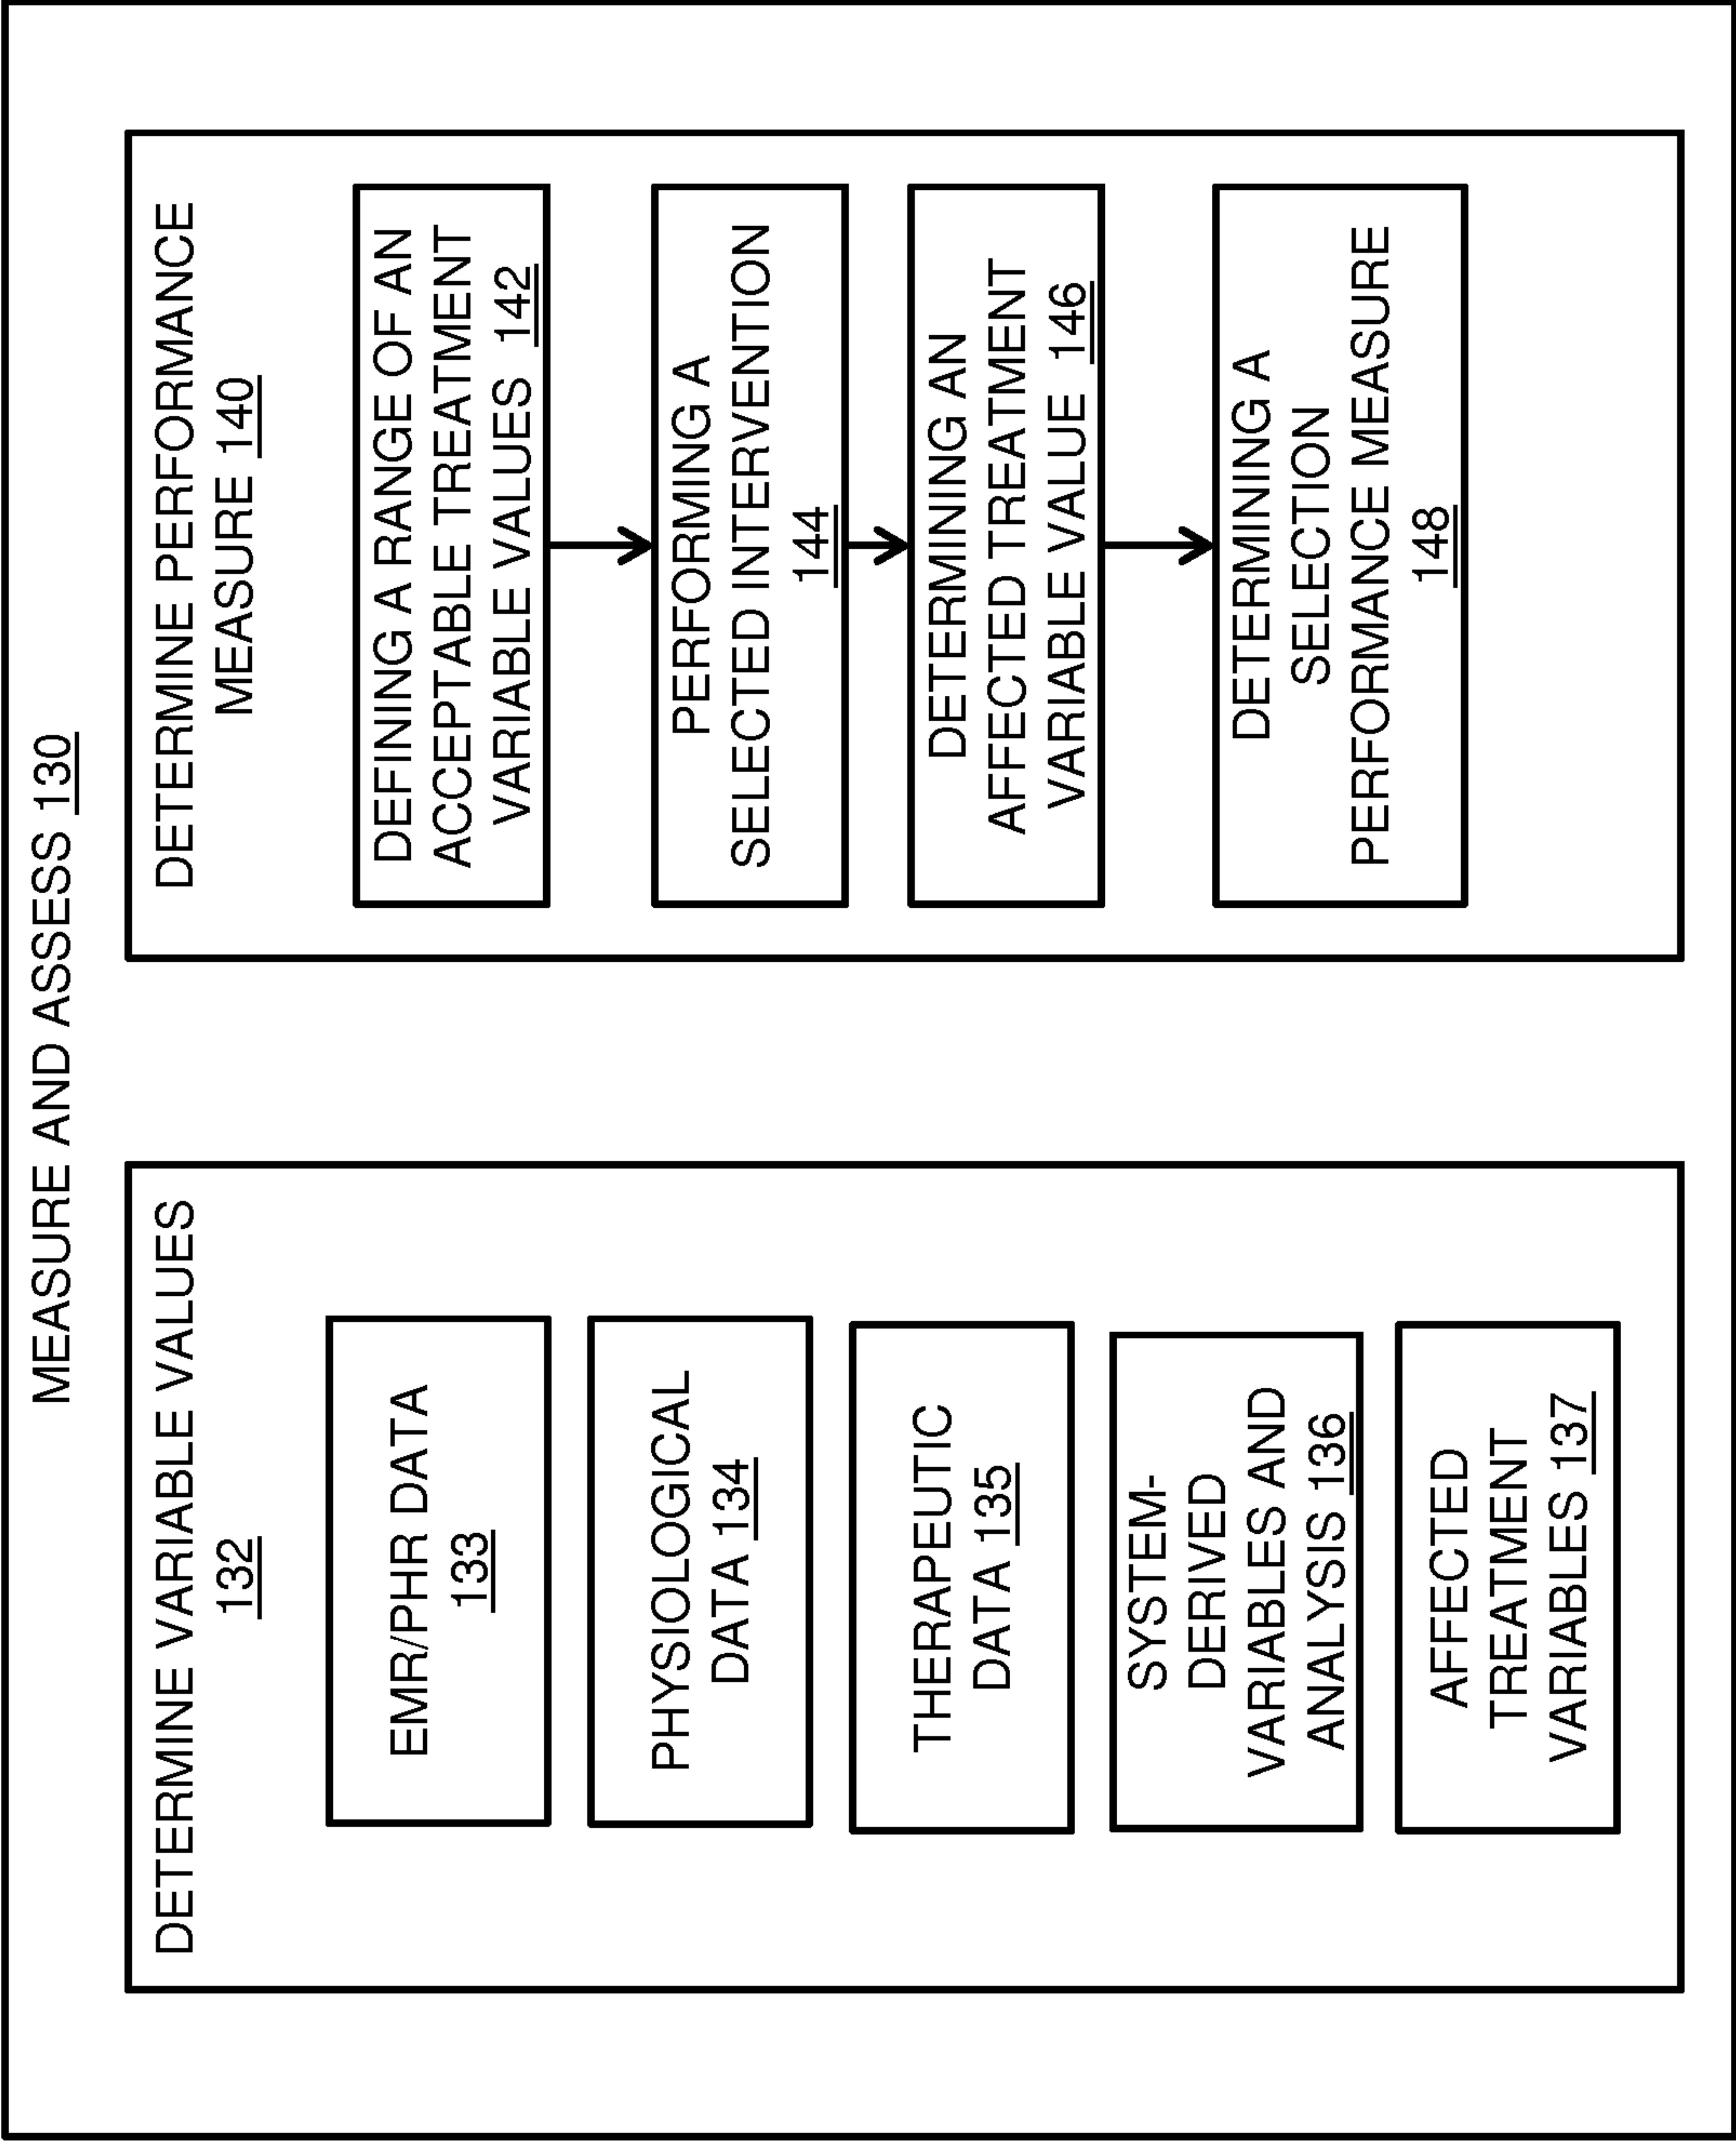 MEASURE AND ASSESS 130
DETERMINE VARIABLE VALUES
132
EMR/PHR DATA
133
PHYSIOLOGICAL
DATA 134
THERAPEUTIC
DATA 135
SYSTEM-
DERIVED
VARIABLES AND
ANALYSIS 136
AFFECTED
TREATMENT
VARIABLES 137
DETERMINE PERFORMANCE
MEASURE 140
DEFINING A RANGE OF AN
ACCEPTABLE TREATMENT
VARIABLE VALUES 142
PERFORMING A
SELECTED INTERVENTION
144
DETERMINING AN
AFFECTED TREATMENT
VARIABLE VALUE 146
DETERMINING A
SELECTION
PERFORMANCE MEASURE
148